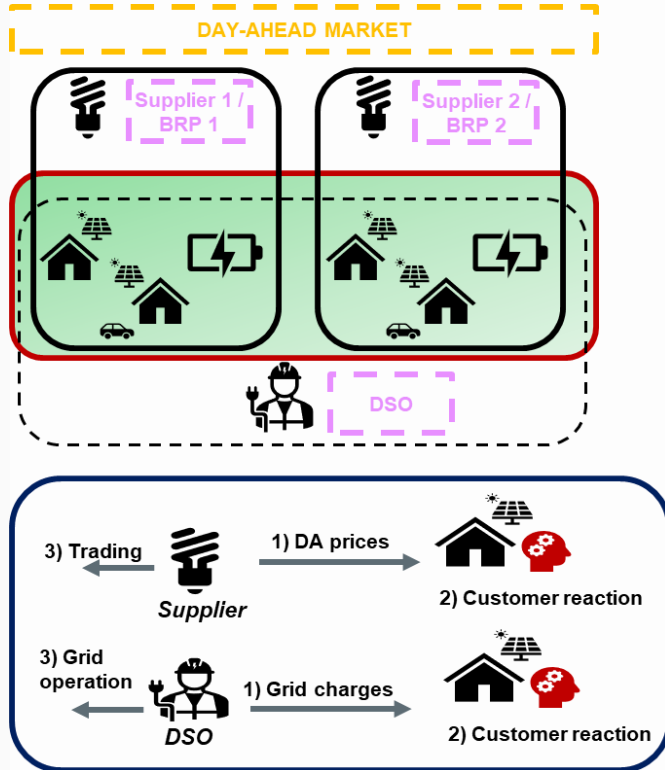 DAY-AHEAD MARKET
Supplier 1 /
BRP 1
Supplier 2 /
BRP 2
DSO
3) Trading
1) DA prices
Supplier
2) Customer reaction
3) Grid
operation
1) Grid charges
DSO
2) Customer reaction